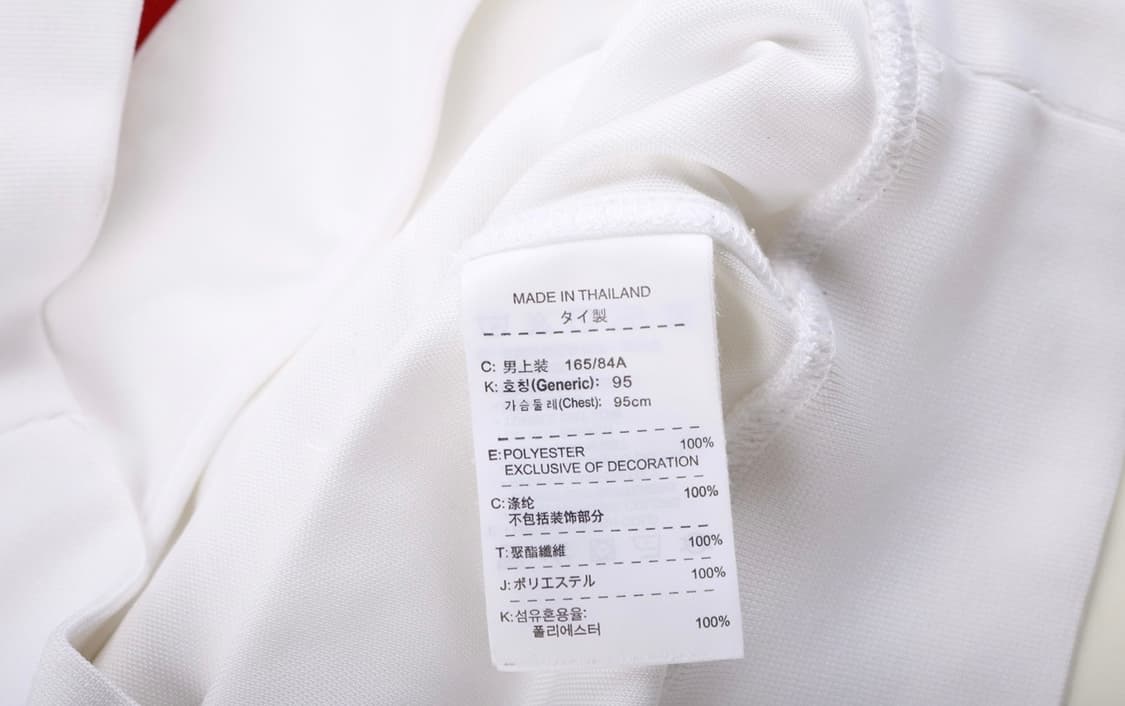 MADE IN THAILAND
タイ製
C: 男上装 165/84A
K: 호칭(Generic): 95
가슴둘레(Chest): 95cm
E:POLYESTER 100%
EXCLUSIVE OF DECORATION
C:涤纶 100%
不包括装饰部分
T:聚酯纖維 100%
J:ポリエステル 100%
K:섬유혼용율:
폴리에스터 100%